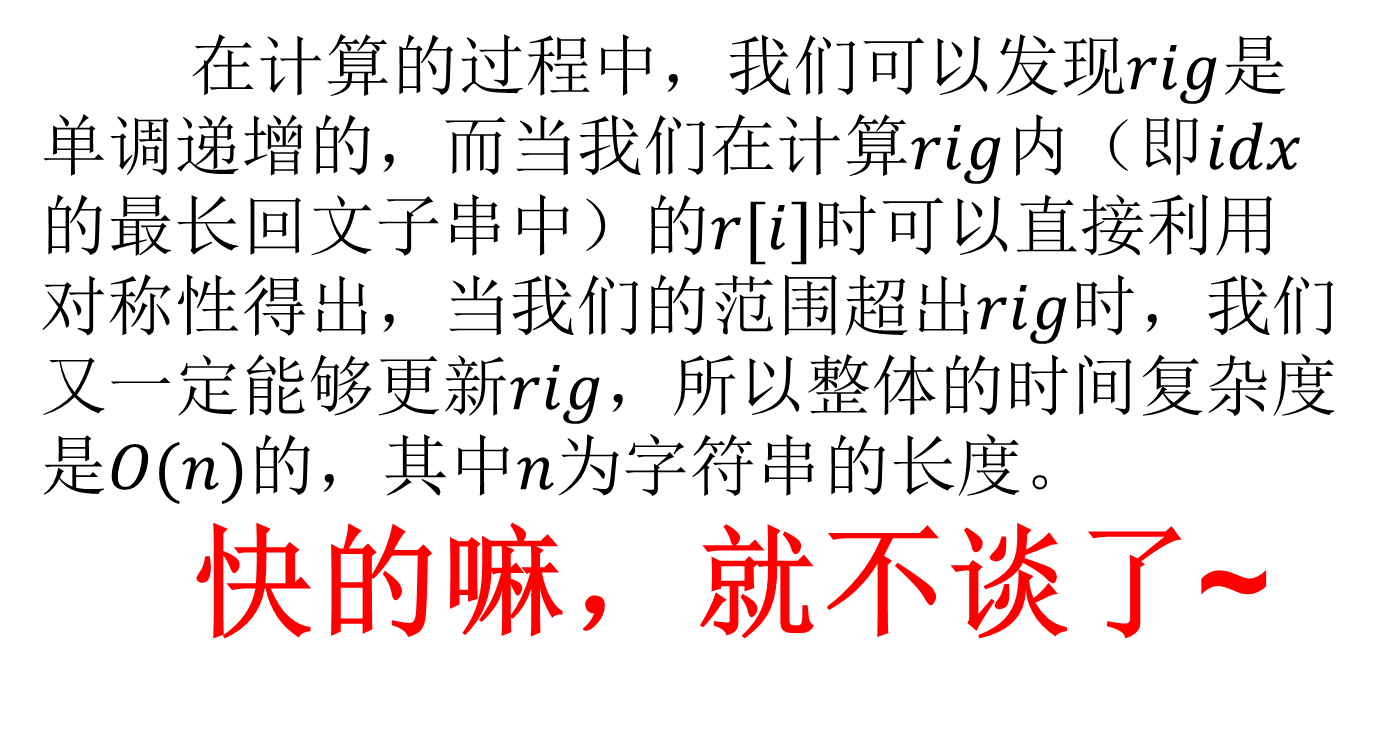 在计算的过程中，我们可以发现rig是
单调递增的，而当我们在计算rig内（即idx
的最长回文子串中）的r[i]时可以直接利用
对称性得出，当我们的范围超出rig时，我们
又一定能够更新rig，所以整体的时间复杂度
是O(n)的，其中n为字符串的长度。
快的嘛，就不谈了~